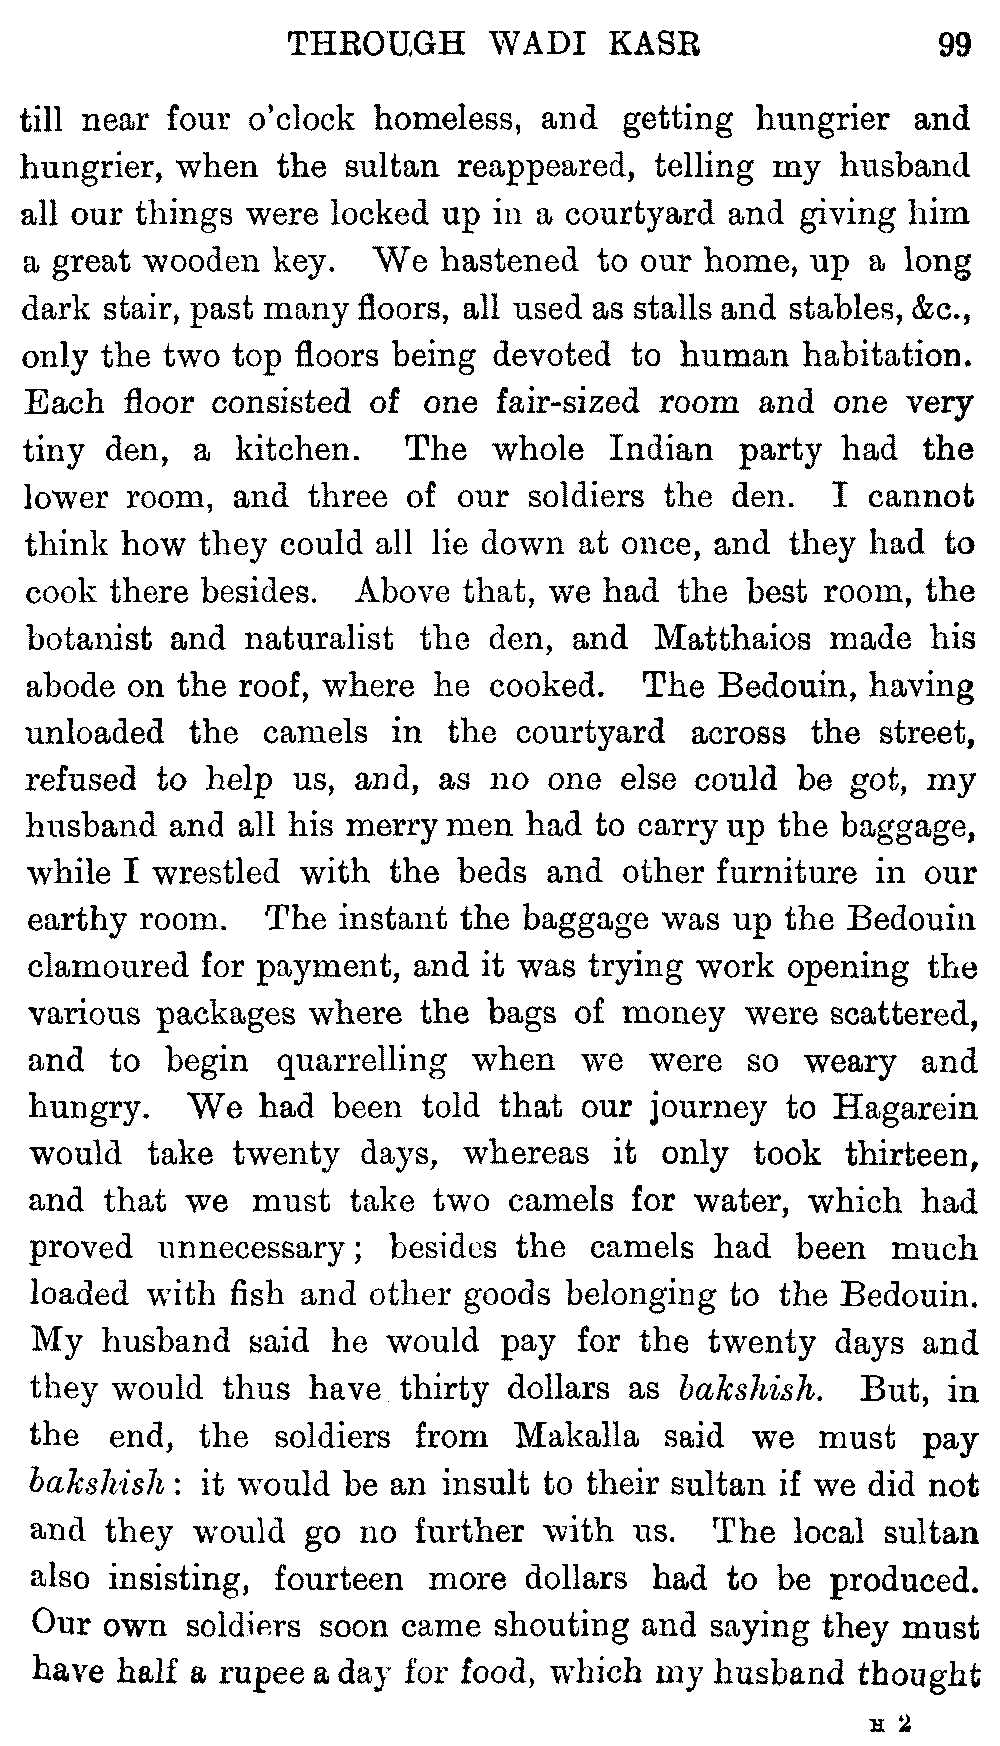 THROUGH WADI KASR 99
till near four o'clock homeless, and getting hungrier and
hungrier, when the sultan reappeared, telling my husband
all our things were locked up in a courtyard and giving him
a great wooden key. We hastened to our home, up a long
dark stair, past many floors, all used as stalls and stables, &c.,
only the two top floors being devoted to human habitation.
Each floor consisted of one fair-sized room and one very
tiny den, a kitchen. The whole Indian party had the
lower room, and three of our soldiers the den. I cannot
think how they could all lie down at once, and they had to
cook there besides. Above that, we had the best room, the
botanist and naturalist the den, and Matthaios made his
abode on the roof, where he cooked. The Bedouin, having
unloaded the camels in the courtyard across the street,
refused to help us, and, as no one else could be got, my
husband and all his merry men had to carry up the baggage,
while I wrestled with the beds and other furniture in our
earthy room. The instant the baggage was up the Bedouin
clamoured for payment, and it was trying work opening the
various packages where the bags of money were scattered,
and to begin quarrelling when we were so weary and
hungry. We had been told that our journey to Hagarein
would take twenty days, whereas it only took thirteen,
and that we must take two camels for water, which had
proved unnecessary; besides the camels had been much
loaded with fish and other goods belonging to the Bedouin.
My husband said he would pay for the twenty days and
they would thus have thirty dollars as bakshish. But, in
the end, the soldiers from Makalla said we must pay
bakshish: it would be an insult to their sultan if we did not
and they would go no further with us. The local sultan
also insisting, fourteen more dollars had to be produced.
Our own soldiers soon came shouting and saying they must
have half a rupee a day for food, which my husband thought
H 2